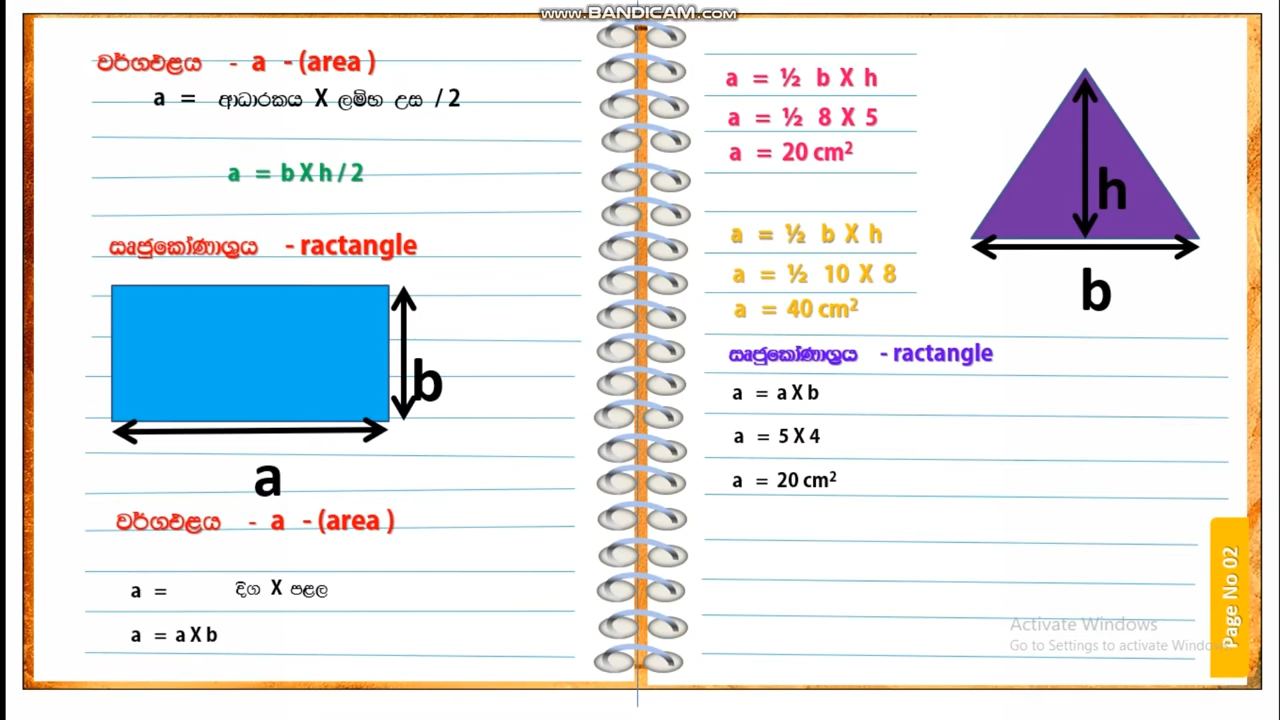 www.BANDICAM.com
වර්ගඵළය - a - (area )
a = ආධාරකය X ලම්භ උස / 2
a = b X h / 2
සෘජුකෝණාශ්‍රය - ractangle
b
a
වර්ගඵළය - a - (area )
a = දිග X පළල
a = a X b
a = ½ b X h
a = ½ 8 X 5
a = 20 cm²
h
b
a = ½ b X h
a = ½ 10 X 8
a = 40 cm²
සෘජුකෝණාශ්‍රය - ractangle
a = a X b
a = 5 X 4
a = 20 cm²
Page No 02
Activate Windows
Go to Settings to activate Windows